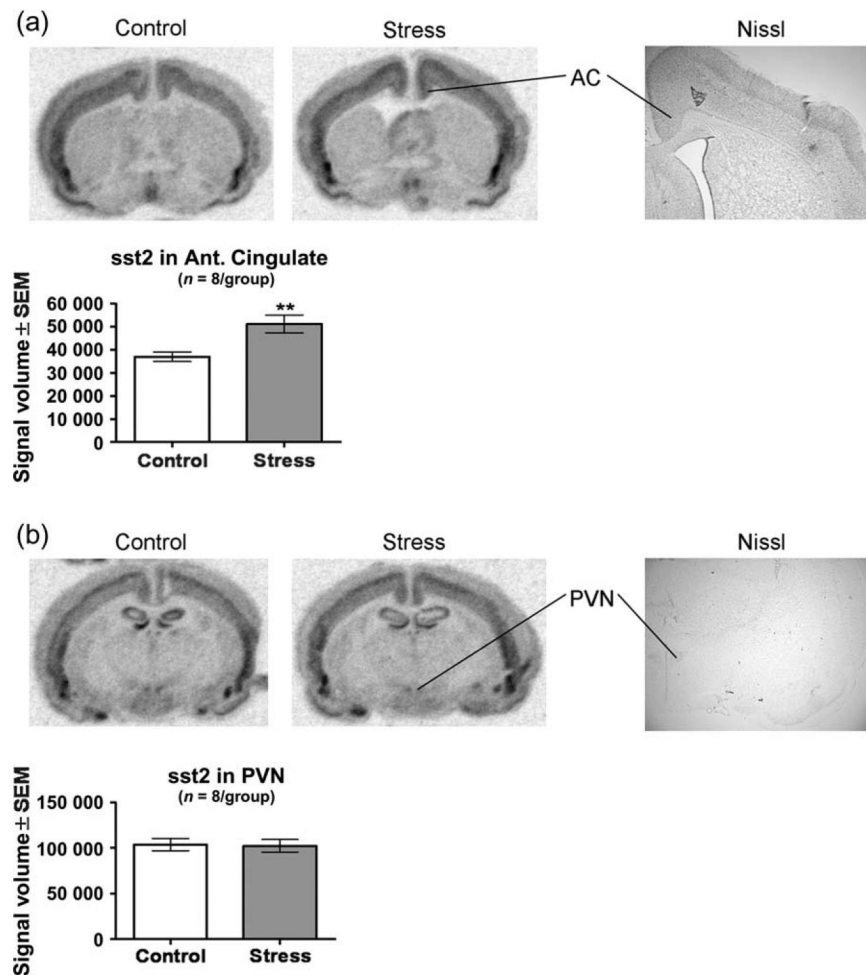 (a)
Control
Stress
Nissl
AC
sst2 in Ant. Cingulate
(n = 8/group)
Signal volume ± SEM
60 000
50 000
40 000
30 000
20 000
10 000
0
**
Control
Stress
(b)
Control
Stress
Nissl
PVN
sst2 in PVN
(n = 8/group)
Signal volume ± SEM
150 000
100 000
50 000
0
Control
Stress